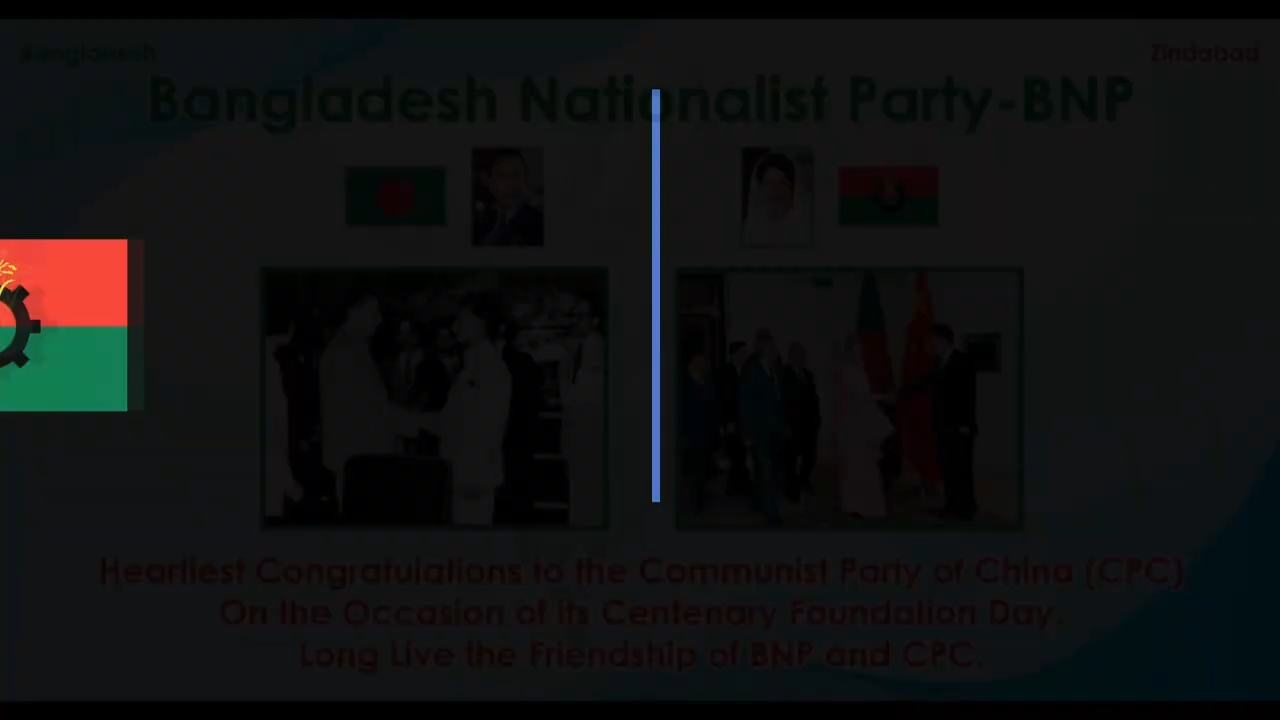 Bangladesh
Zindabad
Bangladesh Nationalist Party-BNP
Heartiest Congratulations to the Communist Party of China (CPC)
On the Occasion of its Centenary Foundation Day.
Long Live the Friendship of BNP and CPC.